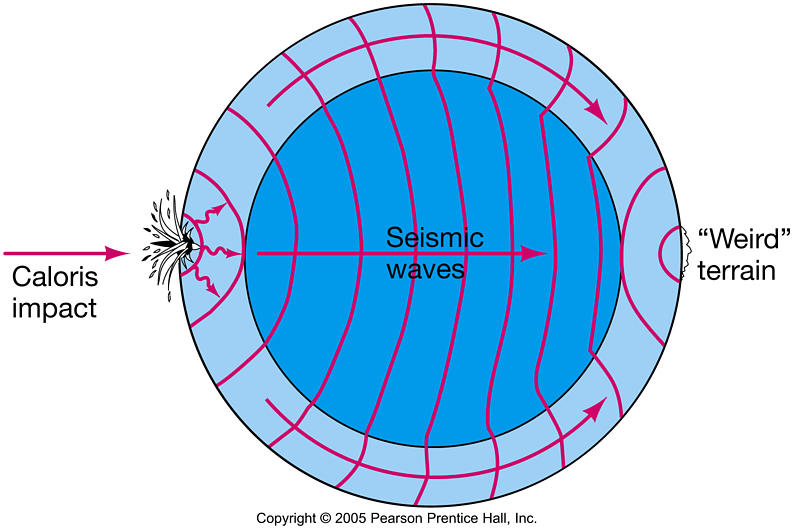 Caloris
impact
Seismic
waves
“Weird”
terrain
Copyright © 2005 Pearson Prentice Hall, Inc.